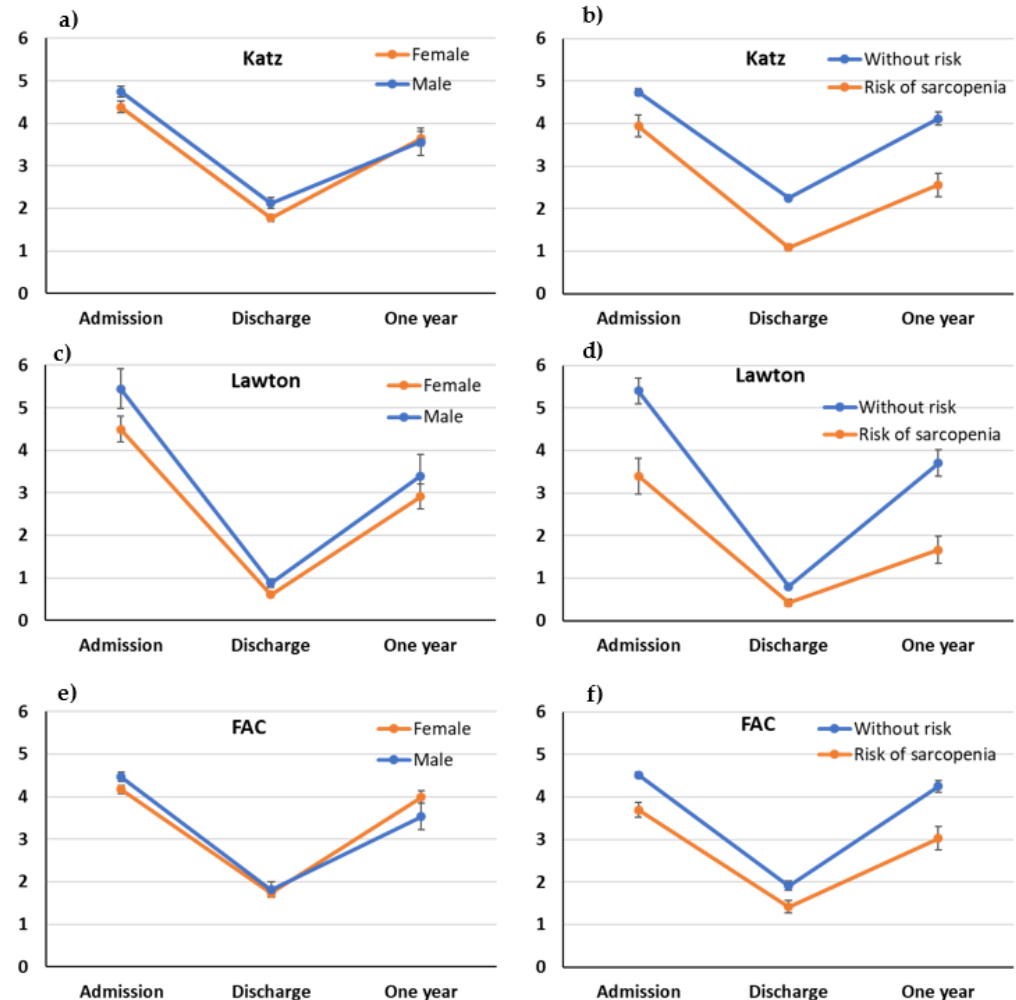 a)
Katz
Female
Male
6
5
4
3
2
1
0
Admission Discharge One year
b)
Katz
Without risk
Risk of sarcopenia
6
5
4
3
2
1
0
Admission Discharge One year
c)
Lawton
Female
Male
6
5
4
3
2
1
0
Admission Discharge One year
d)
Lawton
Without risk
Risk of sarcopenia
6
5
4
3
2
1
0
Admission Discharge One year
e)
FAC
Female
Male
6
5
4
3
2
1
0
Admission Discharge One year
f)
FAC
Without risk
Risk of sarcopenia
6
5
4
3
2
1
0
Admission Discharge One year